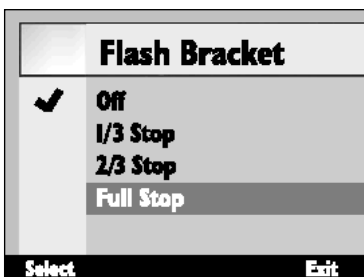 Flash Bracket
Off
1/3 Stop
2/3 Stop
Full Stop
Select Exit